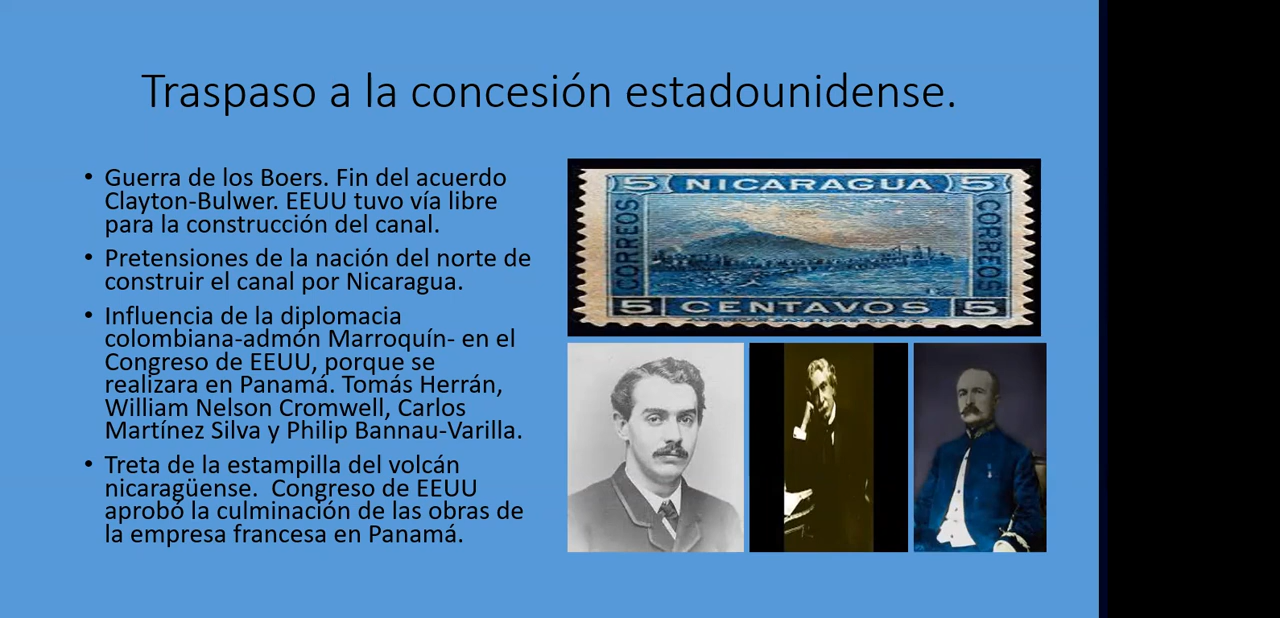 Traspaso a la concesión estadounidense.
• Guerra de los Boers. Fin del acuerdo
Clayton-Bulwer. EEUU tuvo vía libre
para la construcción del canal.
• Pretensiones de la nación del norte de
construir el canal por Nicaragua.
• Influencia de la diplomacia
colombiana-admón Marroquín- en el
Congreso de EEUU, porque se
realizara en Panamá. Tomás Herrán,
William Nelson Cromwell, Carlos
Martínez Silva y Philip Bannau-Varilla.
• Treta de la estampilla del volcán
nicaragüense.  Congreso de EEUU
aprobó la culminación de las obras de
la empresa francesa en Panamá.
5 NICARAGUA 5
CORREOS
CORREOS
5 CENTAVOS 5